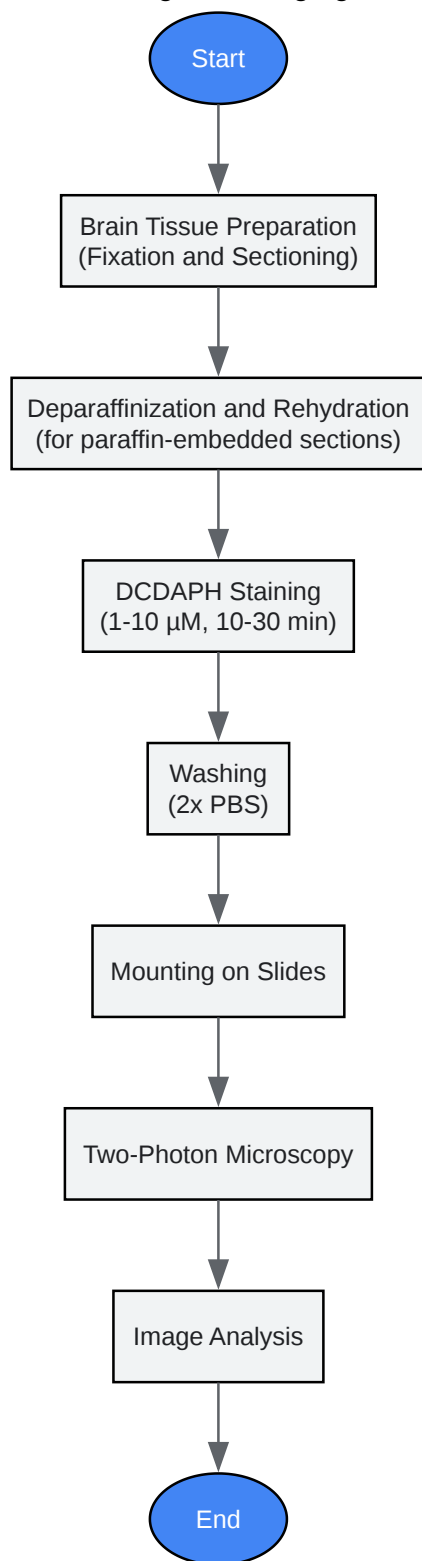 Start
Brain Tissue Preparation
(Fixation and Sectioning)
Deparaffinization and Rehydration
(for paraffin-embedded sections)
DCDAPH Staining
(1-10 µM, 10-30 min)
Washing
(2x PBS)
Mounting on Slides
Two-Photon Microscopy
Image Analysis
End